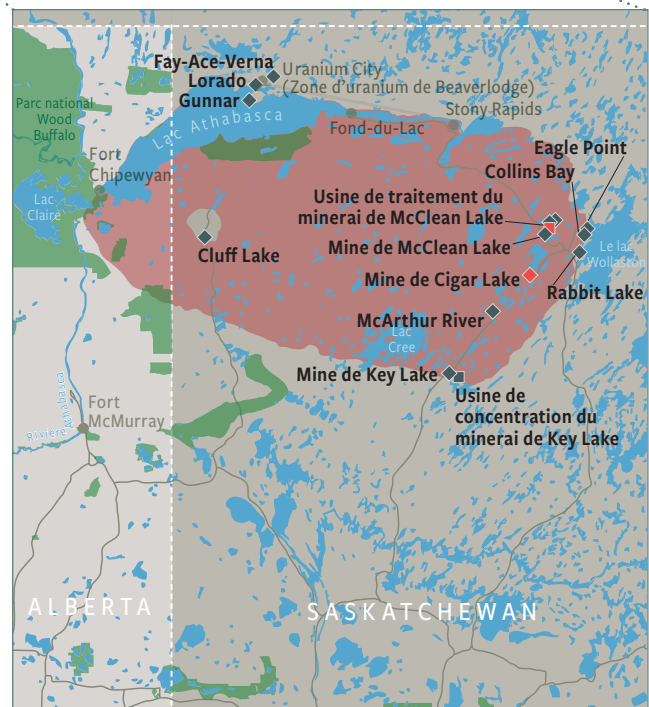 Fay-Ace-Verna
Lorado
Gunnar
Uranium City
(Zone d'uranium de Beaverlodge)
Stony Rapids
Parc national
Wood
Buffalo
Lac Athabasca
Fond-du-Lac
Eagle Point
Collins Bay
Fort
Chipewyan
Lac
Claire
Usine de traitement du
minerai de McClean Lake
Mine de McClean Lake
Le lac
Wollaston
Cluff Lake
Mine de Cigar Lake
Rabbit Lake
McArthur River
Lac
Cree
Mine de Key Lake
Usine de
concentration du
minerai de Key Lake
Fort
McMurray
Rivière
Athabasca
ALBERTA
SASKATCHEWAN